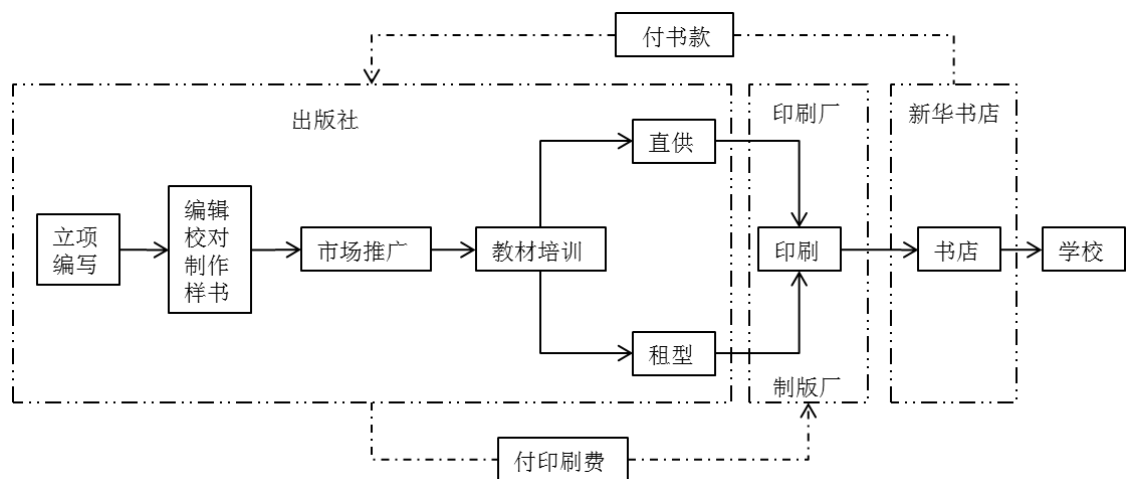 付书款
出版社
印刷厂
新华书店
直供
立项
编写
编辑
校对
制作
样书
市场推广
教材培训
印刷
书店
学校
租型
制版厂
付印刷费